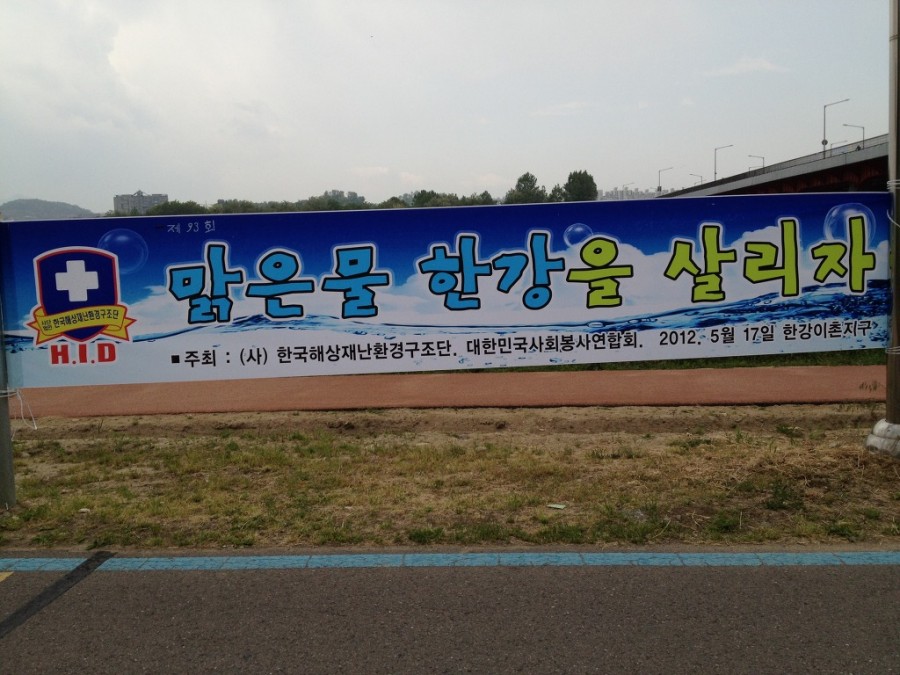 제 93 회
맑은물 한강을 살리자
한국해상재난환경구조단
H.I.D
■주최 : (사) 한국해상재난환경구조단. 대한민국사회봉사연합회. 2012. 5월 17일 한강이촌지구